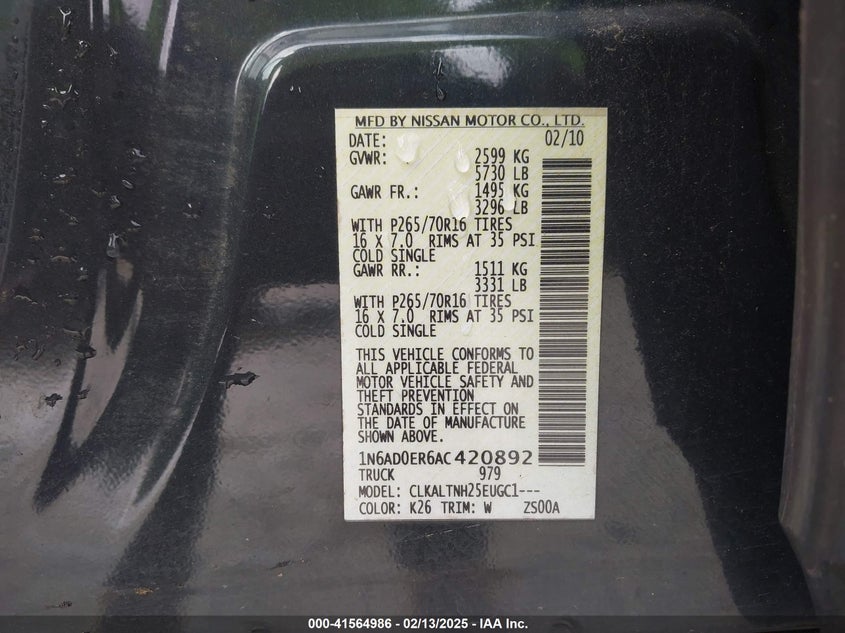 MFD BY NISSAN MOTOR CO., LTD.
DATE: 02/10
GVWR: 2599 KG
5730 LB
GAWR FR.: 1495 KG
3296 LB
WITH P265/70R16 TIRES
16 X 7.0 RIMS AT 35 PSI
COLD SINGLE
GAWR RR.: 1511 KG
3331 LB
WITH P265/70R16 TIRES
16 X 7.0 RIMS AT 35 PSI
COLD SINGLE
THIS VEHICLE CONFORMS TO
ALL APPLICABLE FEDERAL
MOTOR VEHICLE SAFETY AND
THEFT PREVENTION
STANDARDS IN EFFECT ON
THE DATE OF MANUFACTURE
SHOWN ABOVE.
1N6AD0ER6AC420892
TRUCK 979
MODEL: CLKALTNH25EUGC1---
COLOR: K26 TRIM: W ZS00A
000-41564986 - 02/13/2025 - IAA Inc.